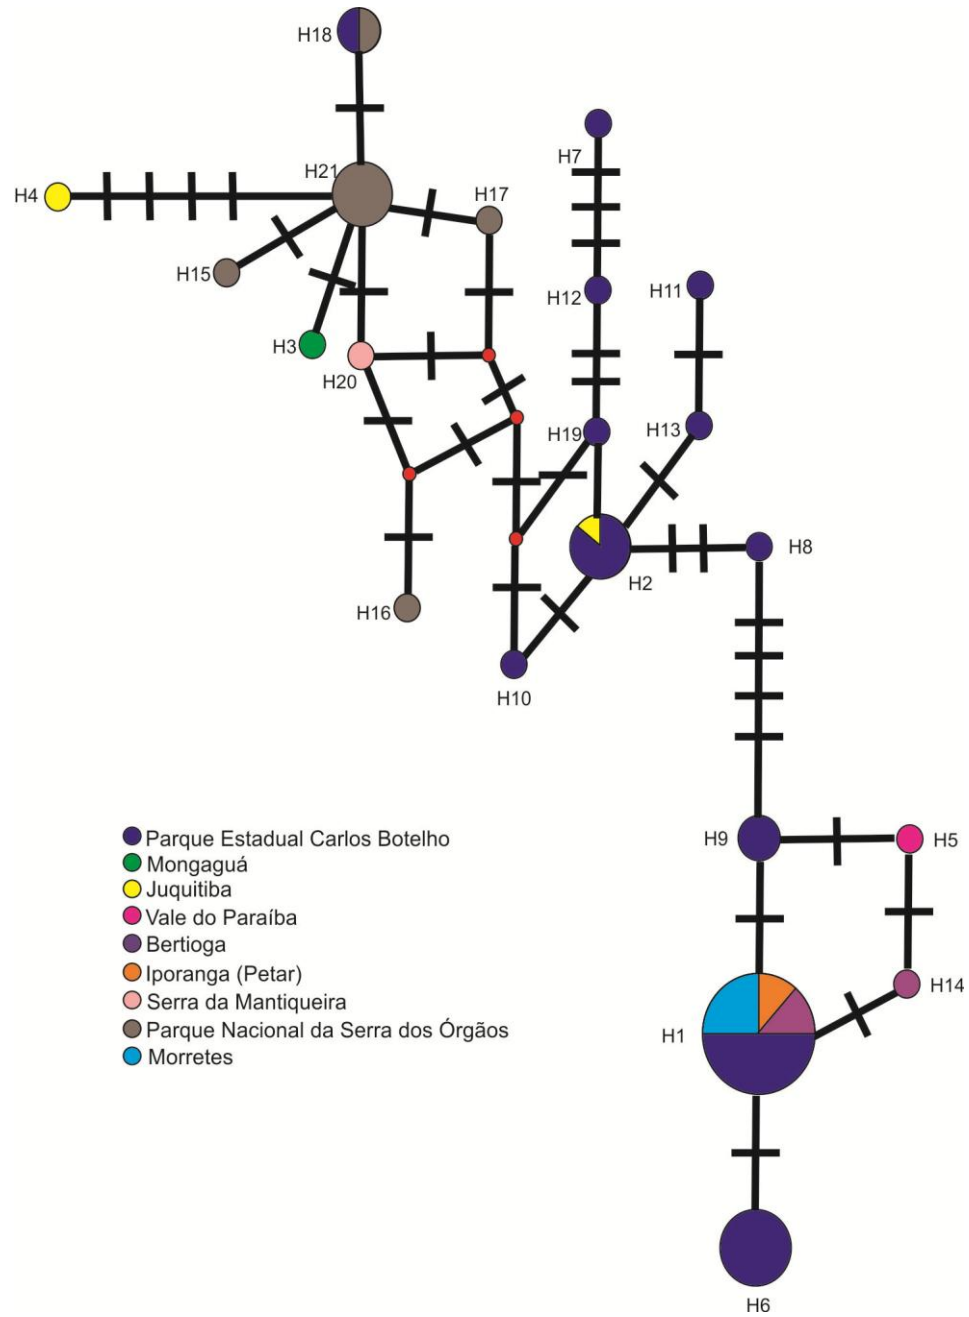 H18
H21
H4
H17
H7
H15
H12
H11
H3
H20
H19
H13
H2
H8
H16
H10
H9
H5
H14
H1
H6
Parque Estadual Carlos Botelho
Mongaguá
Juquitiba
Vale do Paraíba
Bertioga
Iporanga (Petar)
Serra da Mantiqueira
Parque Nacional da Serra dos Órgãos
Morretes